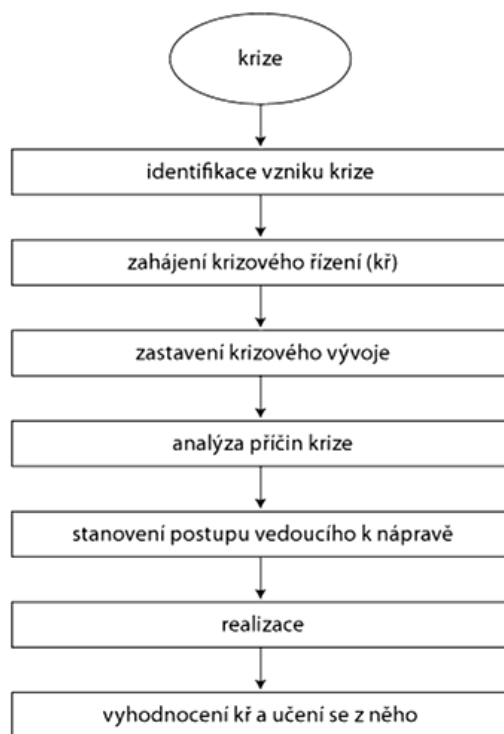 krize
identifikace vzniku krize
zahájení krizového řízení (kř)
zastavení krizového vývoje
analýza příčin krize
stanovení postupu vedoucího k nápravě
realizace
vyhodnocení kř a učení se z něho